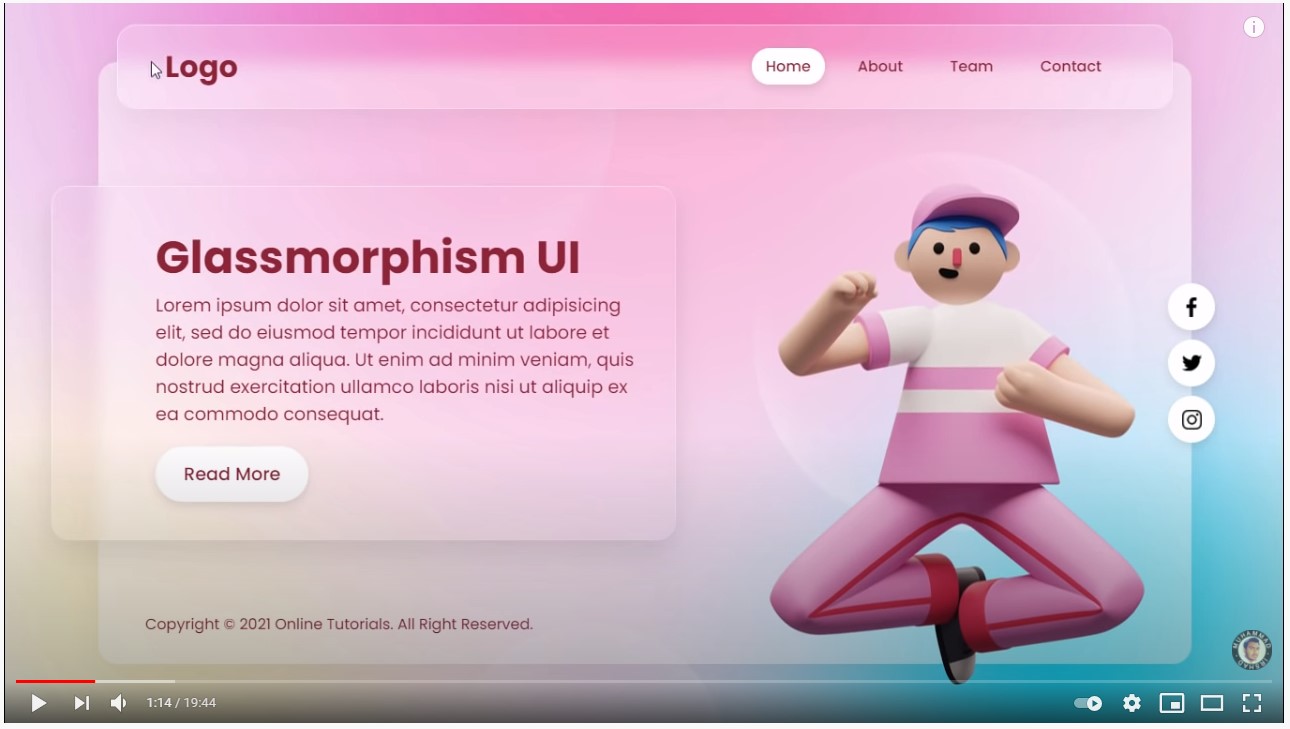 Logo
Home About Team Contact
Glassmorphism UI
Lorem ipsum dolor sit amet, consectetur adipisicing
elit, sed do eiusmod tempor incididunt ut labore et
dolore magna aliqua. Ut enim ad minim veniam, quis
nostrud exercitation ullamco laboris nisi ut aliquip ex
ea commodo consequat.
Read More
Copyright © 2021 Online Tutorials. All Right Reserved.
MUHAMMAD
1:14 / 19:44